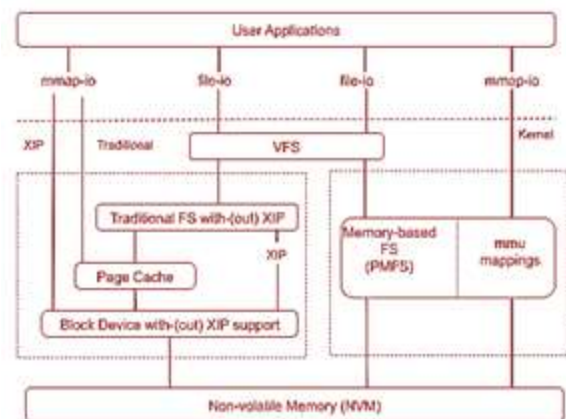 User Applications
mmap-io file-io file-io mmap-io
XIP Traditional VFS Kernel
Traditional FS with-(out) XIP
XIP
Page Cache
Block Device with-(out) XIP support
Memory-based
FS
(PMFS)
mmu
mappings
Non-volatile Memory (NVM)